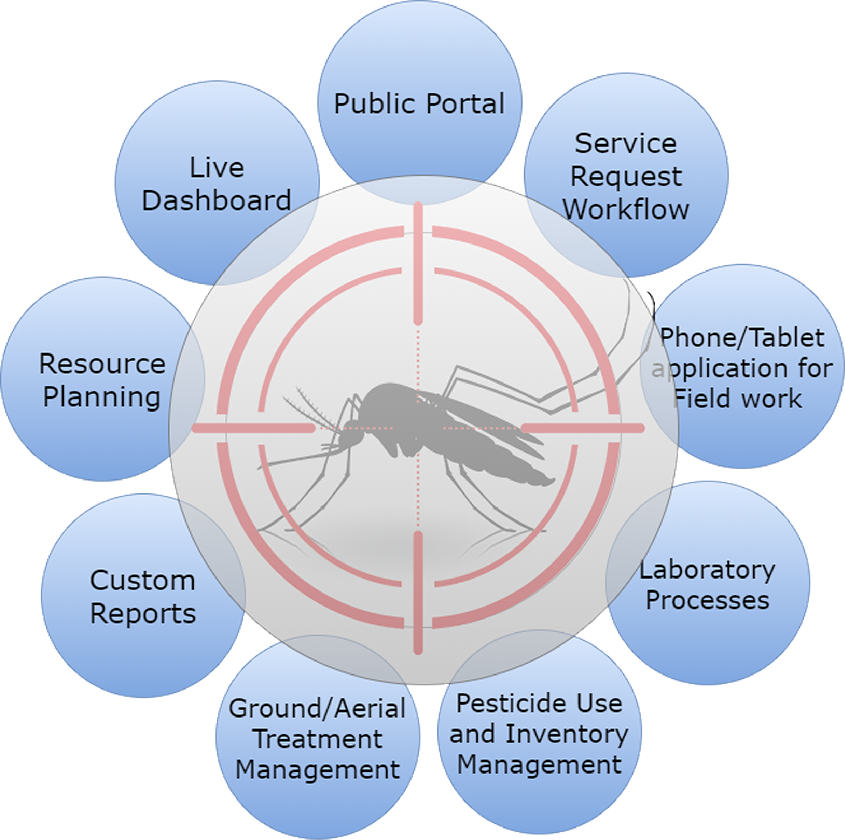 Public Portal
Service
Request
Workflow
Phone/Tablet
application for
Field work
Laboratory
Processes
Pesticide Use
and Inventory
Management
Ground/Aerial
Treatment
Management
Custom
Reports
Resource
Planning
Live
Dashboard